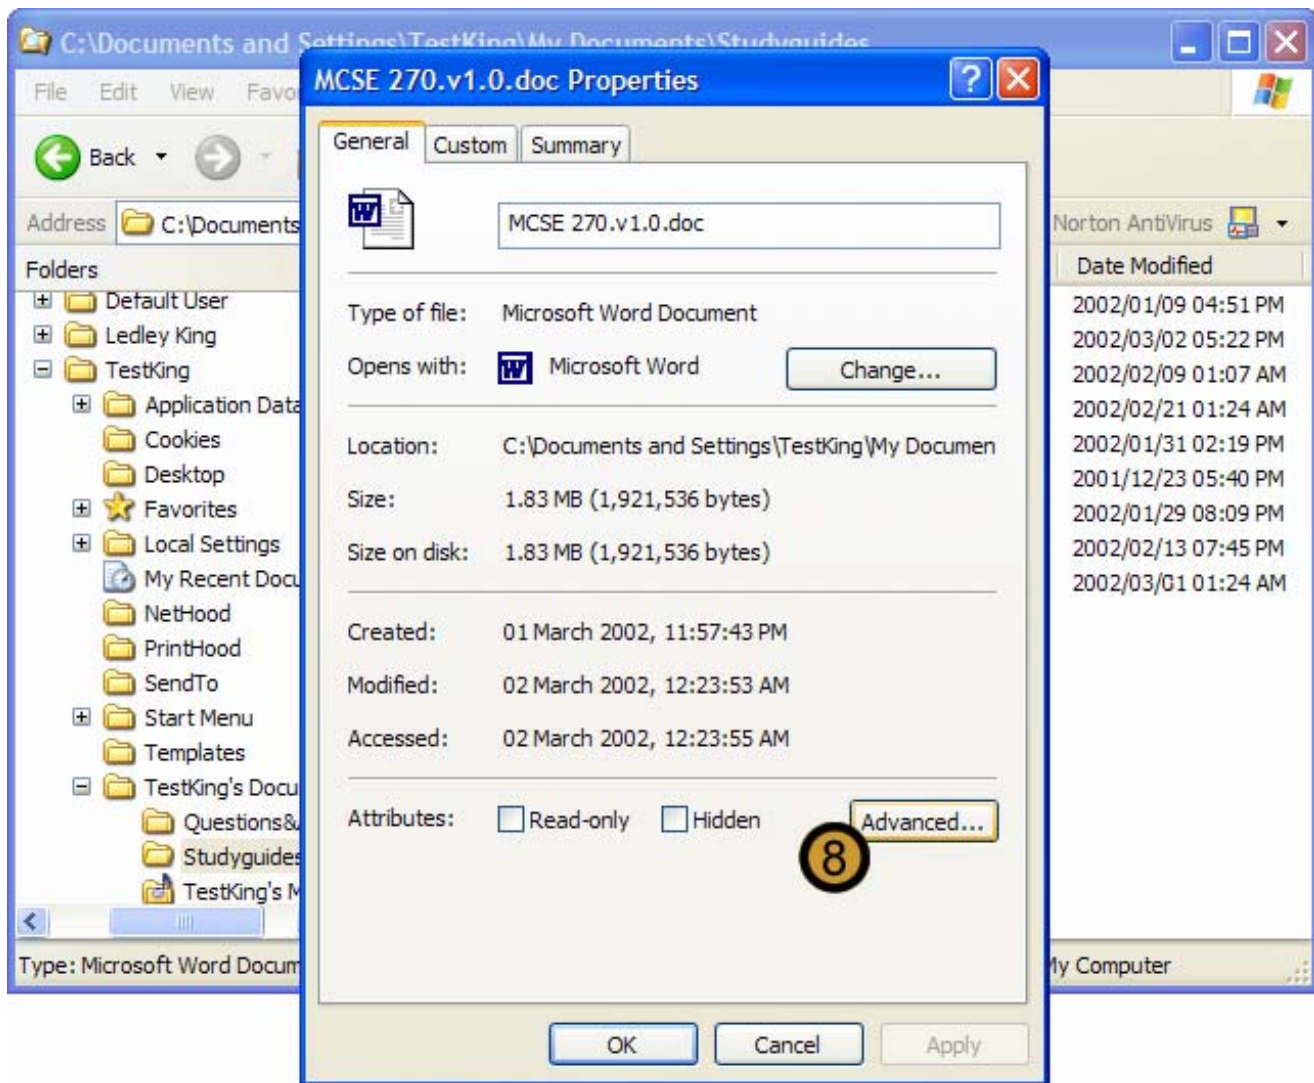 C:\Documents and Settings\TestKing\My Documents\Studyguides
File Edit View Favo
Back
Address C:\Documents
Norton AntiVirus
Folders
Date Modified
Default User
Ledley King
TestKing
Application Data
Cookies
Desktop
Favorites
Local Settings
My Recent Docu
NetHood
PrintHood
SendTo
Start Menu
Templates
TestKing's Docu
Questions&
Studyguides
TestKing's M
2002/01/09 04:51 PM
2002/03/02 05:22 PM
2002/02/09 01:07 AM
2002/02/21 01:24 AM
2002/01/31 02:19 PM
2001/12/23 05:40 PM
2002/01/29 08:09 PM
2002/02/13 07:45 PM
2002/03/01 01:24 AM
Type: Microsoft Word Docum
My Computer
MCSE 270.v1.0.doc Properties
General Custom Summary
W
MCSE 270.v1.0.doc
Type of file: Microsoft Word Document
Opens with: W Microsoft Word Change...
Location: C:\Documents and Settings\TestKing\My Documen
Size: 1.83 MB (1,921,536 bytes)
Size on disk: 1.83 MB (1,921,536 bytes)
Created: 01 March 2002, 11:57:43 PM
Modified: 02 March 2002, 12:23:53 AM
Accessed: 02 March 2002, 12:23:55 AM
Attributes: Read-only Hidden Advanced...
8
OK Cancel Apply